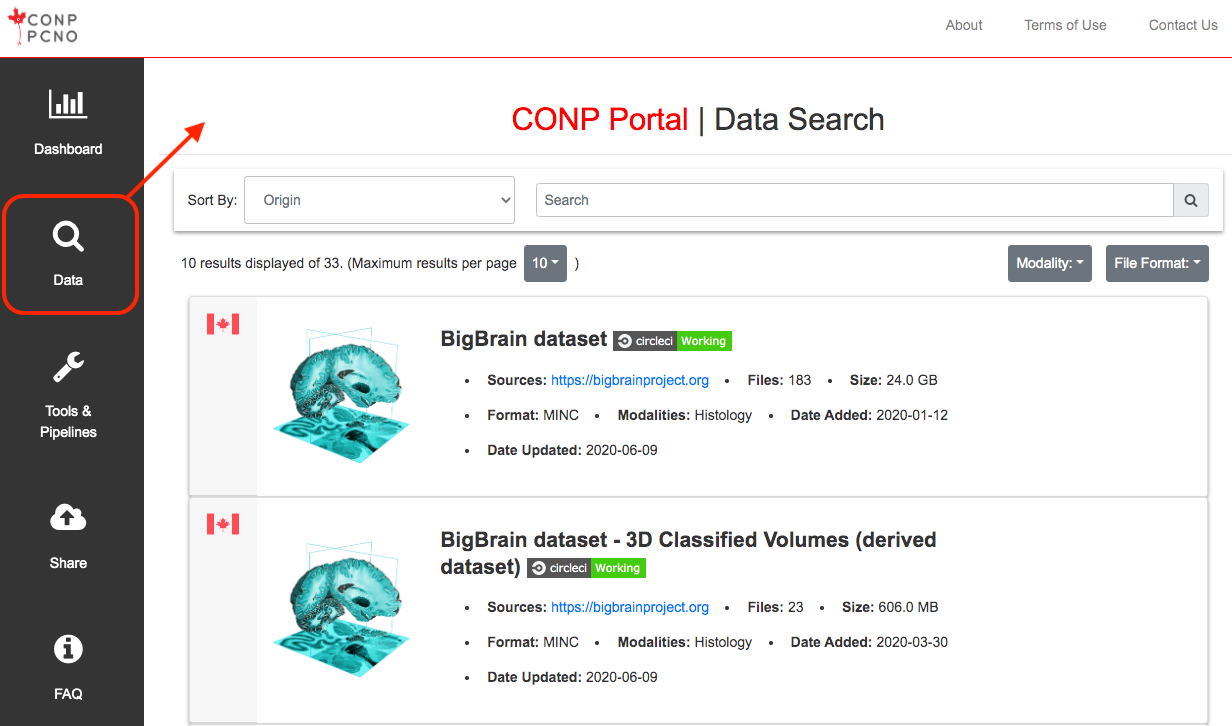 CONP
PCNO
About
Terms of Use
Contact Us
Dashboard
Data
Tools &
Pipelines
Share
FAQ
CONP Portal | Data Search
Sort By: Origin Search
10 results displayed of 33. (Maximum results per page 10 )
Modality:
File Format:
BigBrain dataset circleci Working
• Sources: https://bigbrainproject.org • Files: 183 • Size: 24.0 GB
• Format: MINC • Modalities: Histology • Date Added: 2020-01-12
• Date Updated: 2020-06-09
BigBrain dataset - 3D Classified Volumes (derived
dataset) circleci Working
• Sources: https://bigbrainproject.org • Files: 23 • Size: 606.0 MB
• Format: MINC • Modalities: Histology • Date Added: 2020-03-30
• Date Updated: 2020-06-09